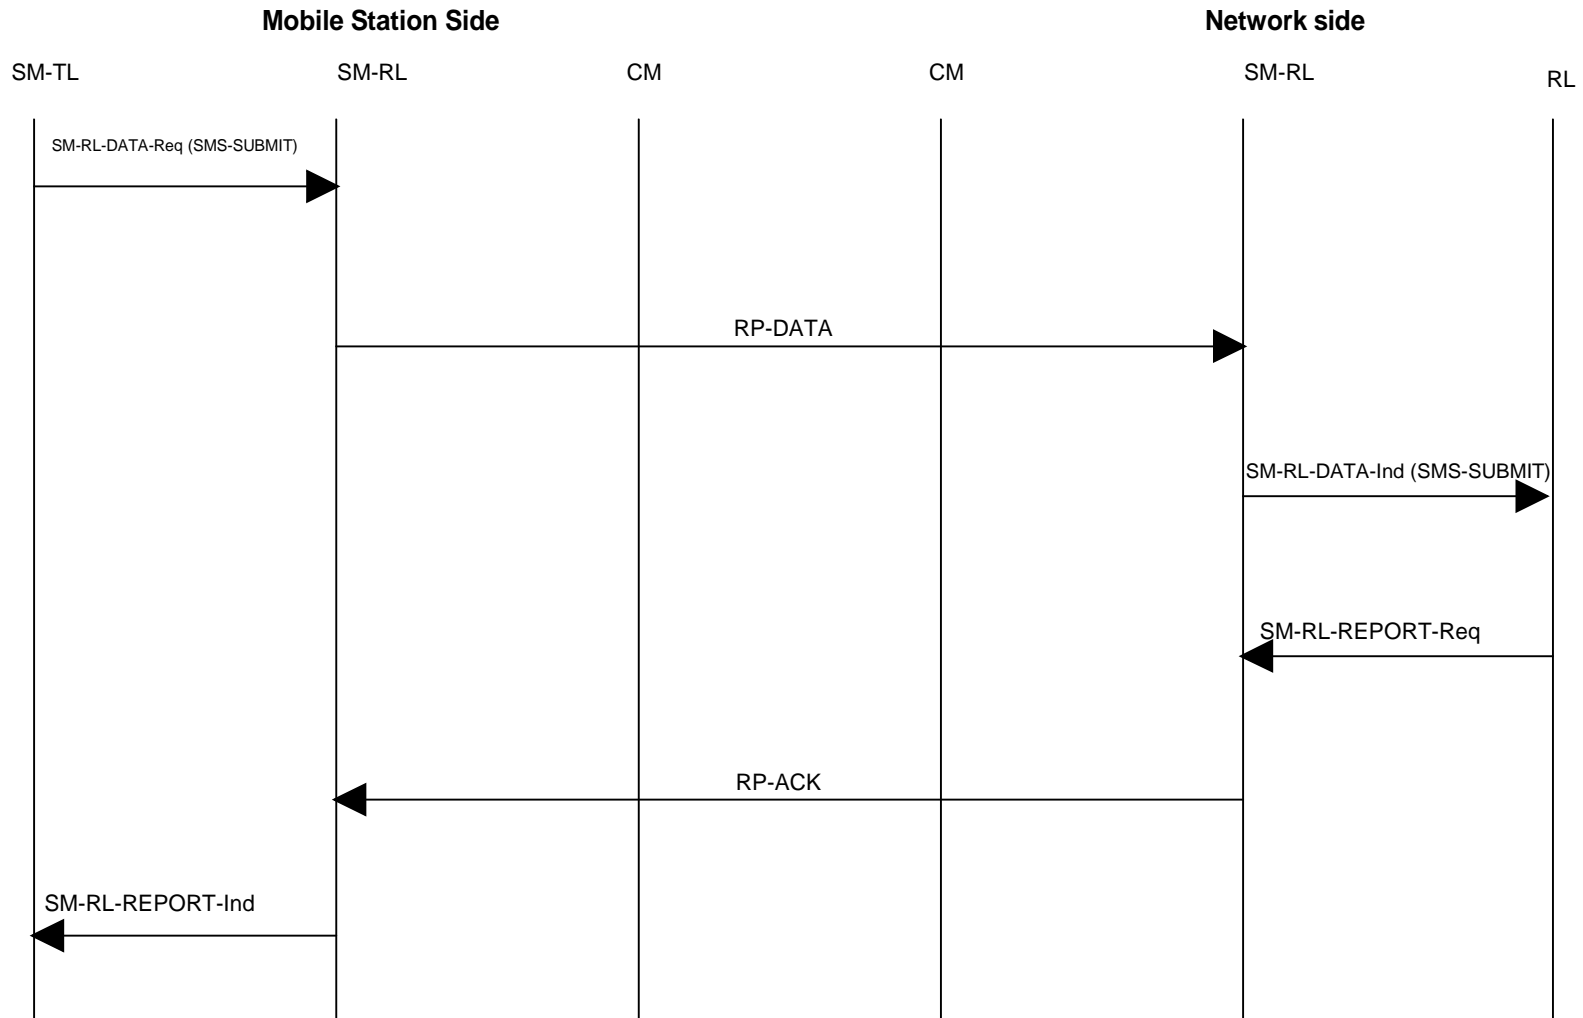 Mobile Station Side
Network side
SM-TL
SM-RL
CM
CM
SM-RL
RL
SM-RL-DATA-Req (SMS-SUBMIT)
RP-DATA
SM-RL-DATA-Ind (SMS-SUBMIT)
SM-RL-REPORT-Req
RP-ACK
SM-RL-REPORT-Ind